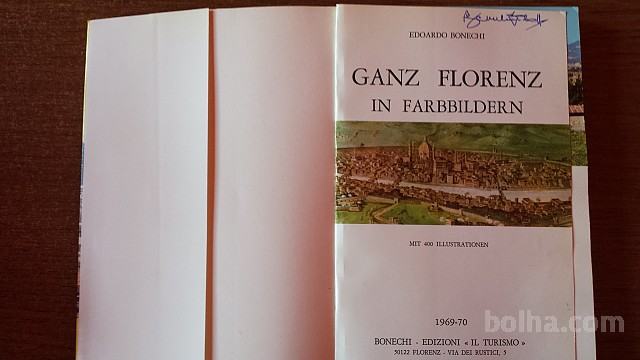 EDOARDO BONECHI
GANZ FLORENZ
IN FARBBILDERN
MIT 400 ILLUSTRATIONEN
1969-70
BONECHI - EDIZIONI « IL TURISMO »
50122 FLORENZ - VIA DEI RUSTICI, 5
bolha.com